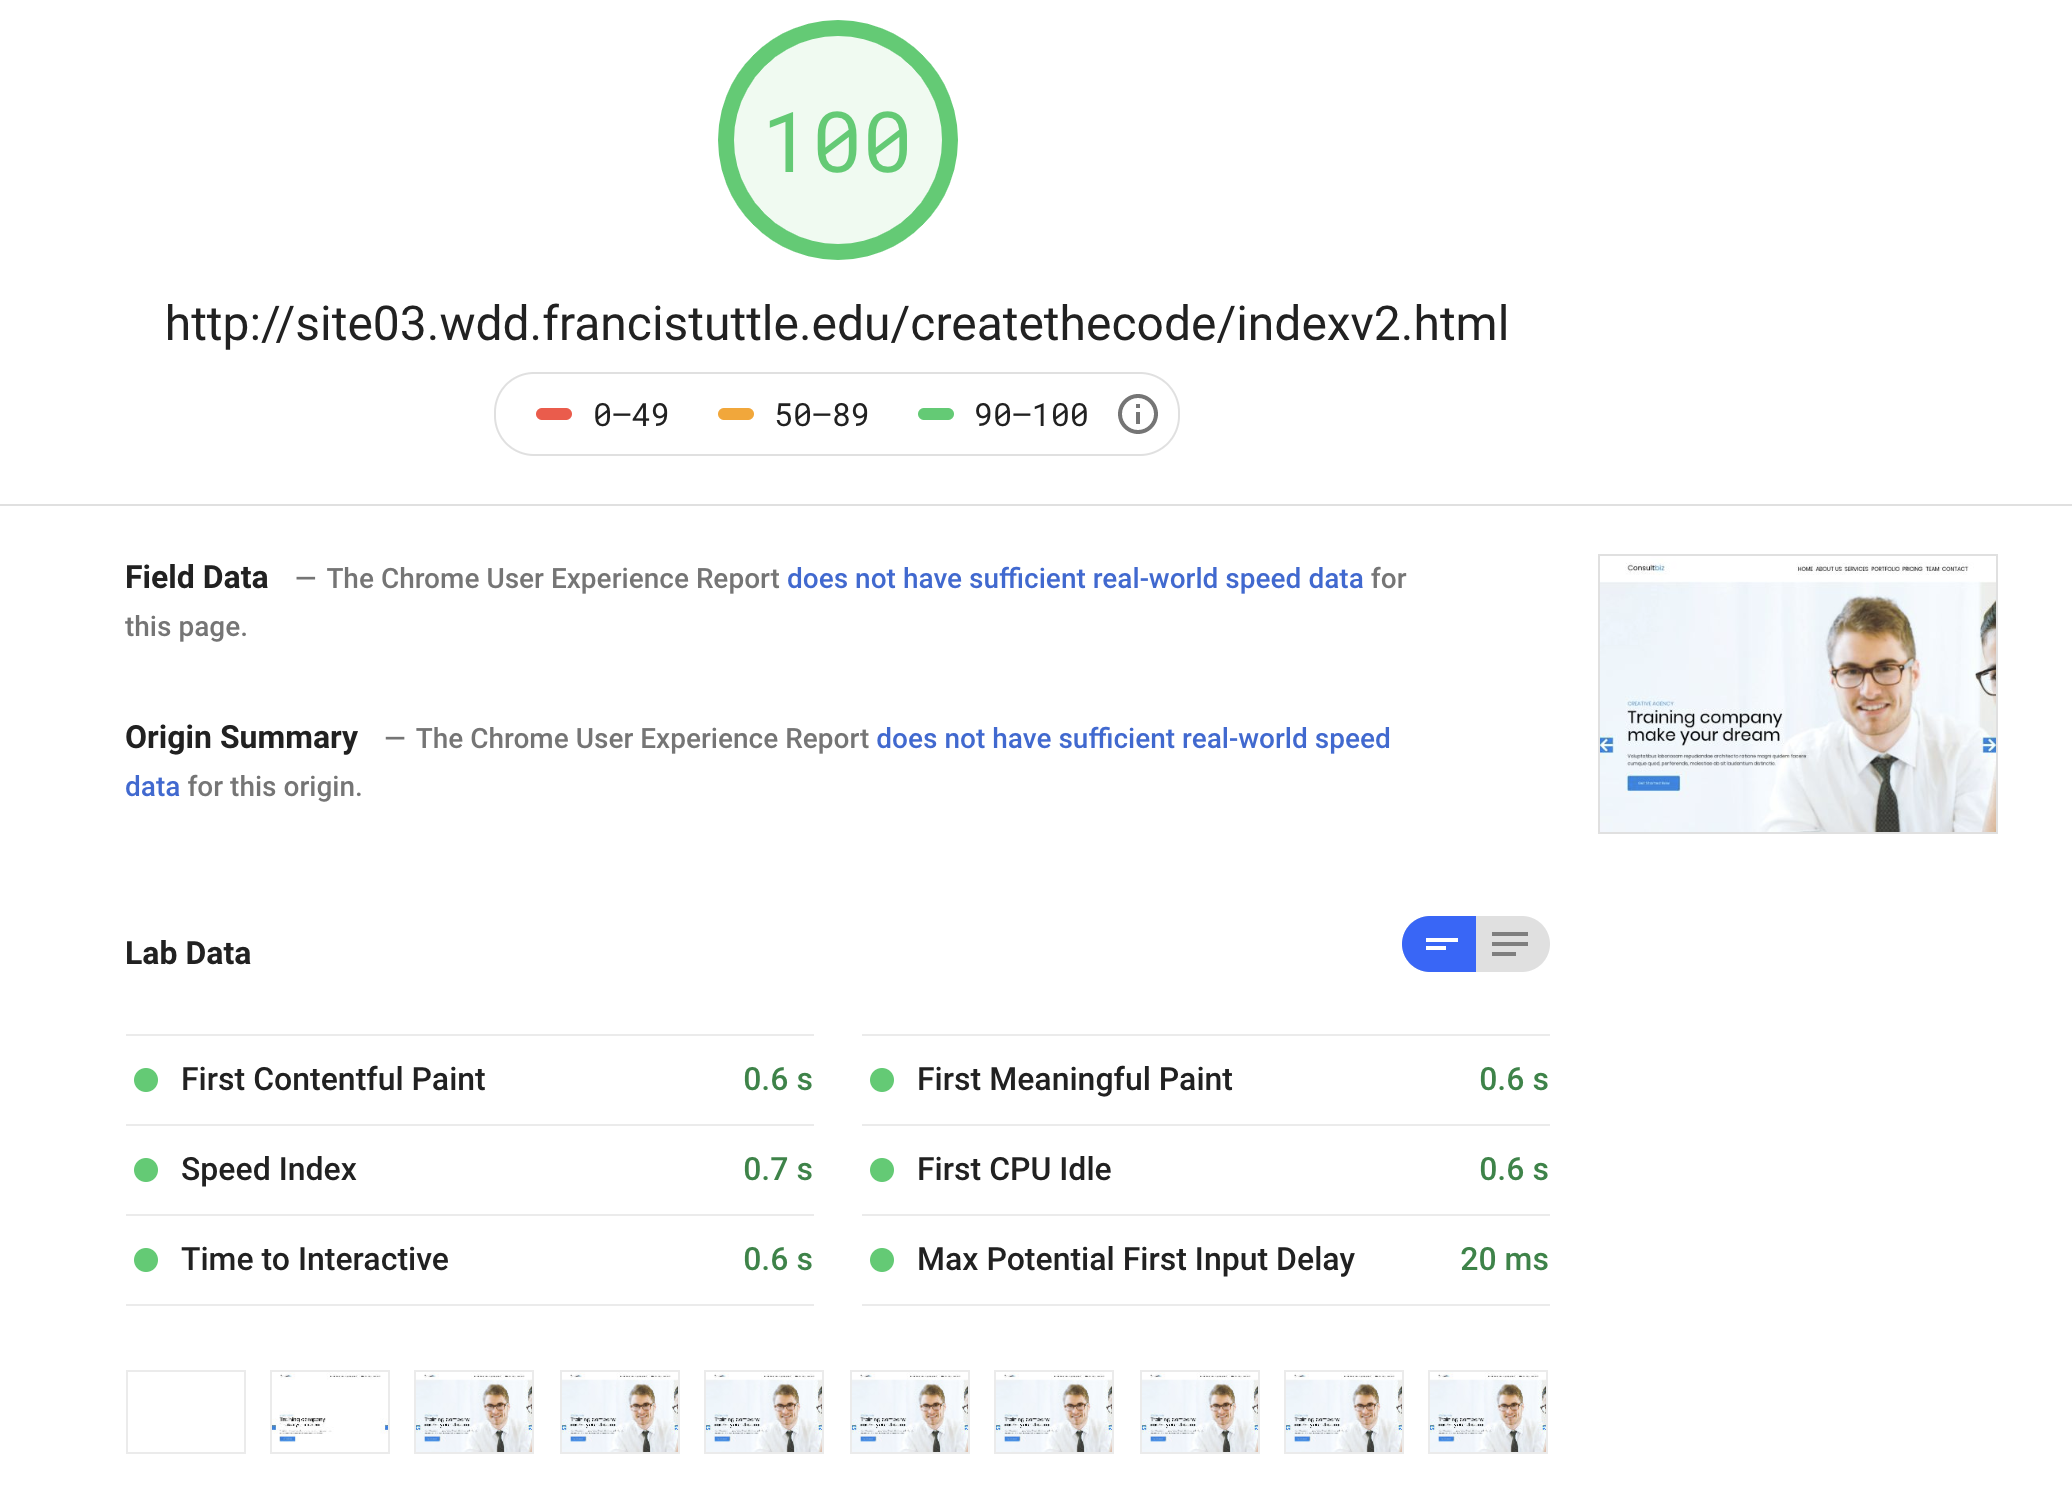 100
http://site03.wdd.francistuttle.edu/createthecode/indexv2.html
0–49 50–89 90–100
Field Data — The Chrome User Experience Report does not have sufficient real-world speed data for
this page.
Consultbiz
HOME ABOUT US SERVICES PORTFOLIO PRICING TEAM CONTACT
CREATIVE AGENCY
Training company
make your dream
Get Started Now
Origin Summary — The Chrome User Experience Report does not have sufficient real-world speed
data for this origin.
Lab Data
First Contentful Paint 0.6 s
First Meaningful Paint 0.6 s
Speed Index 0.7 s
First CPU Idle 0.6 s
Time to Interactive 0.6 s
Max Potential First Input Delay 20 ms